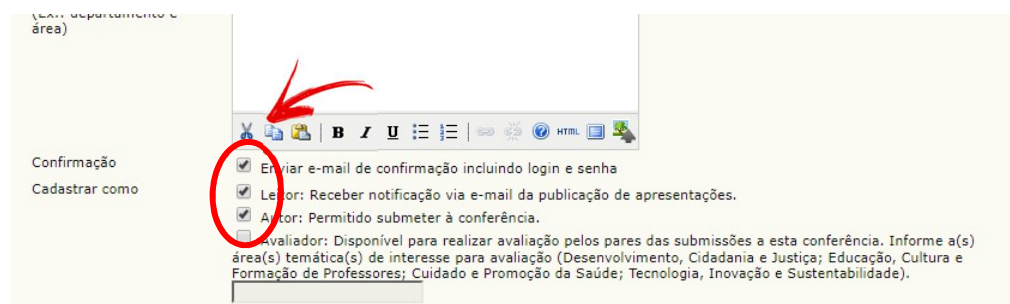 (Ex.: departamento e
área)
B I U HTML
Confirmação
Enviar e-mail de confirmação incluindo login e senha
Cadastrar como
Leitor: Receber notificação via e-mail da publicação de apresentações.
Autor: Permitido submeter à conferência.
Avaliador: Disponível para realizar avaliação pelos pares das submissões a esta conferência. Informe a(s)
área(s) temática(s) de interesse para avaliação (Desenvolvimento, Cidadania e Justiça; Educação, Cultura e
Formação de Professores; Cuidado e Promoção da Saúde; Tecnologia, Inovação e Sustentabilidade).